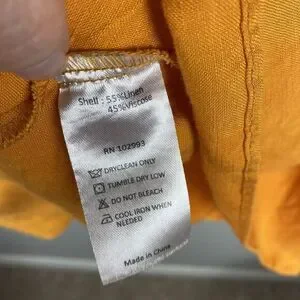 Shell : 55%Linen
45%Viscose
RN 102993
DRYCLEAN ONLY
TUMBLE DRY LOW
DO NOT BLEACH
COOL IRON WHEN
NEEDED
Made in China